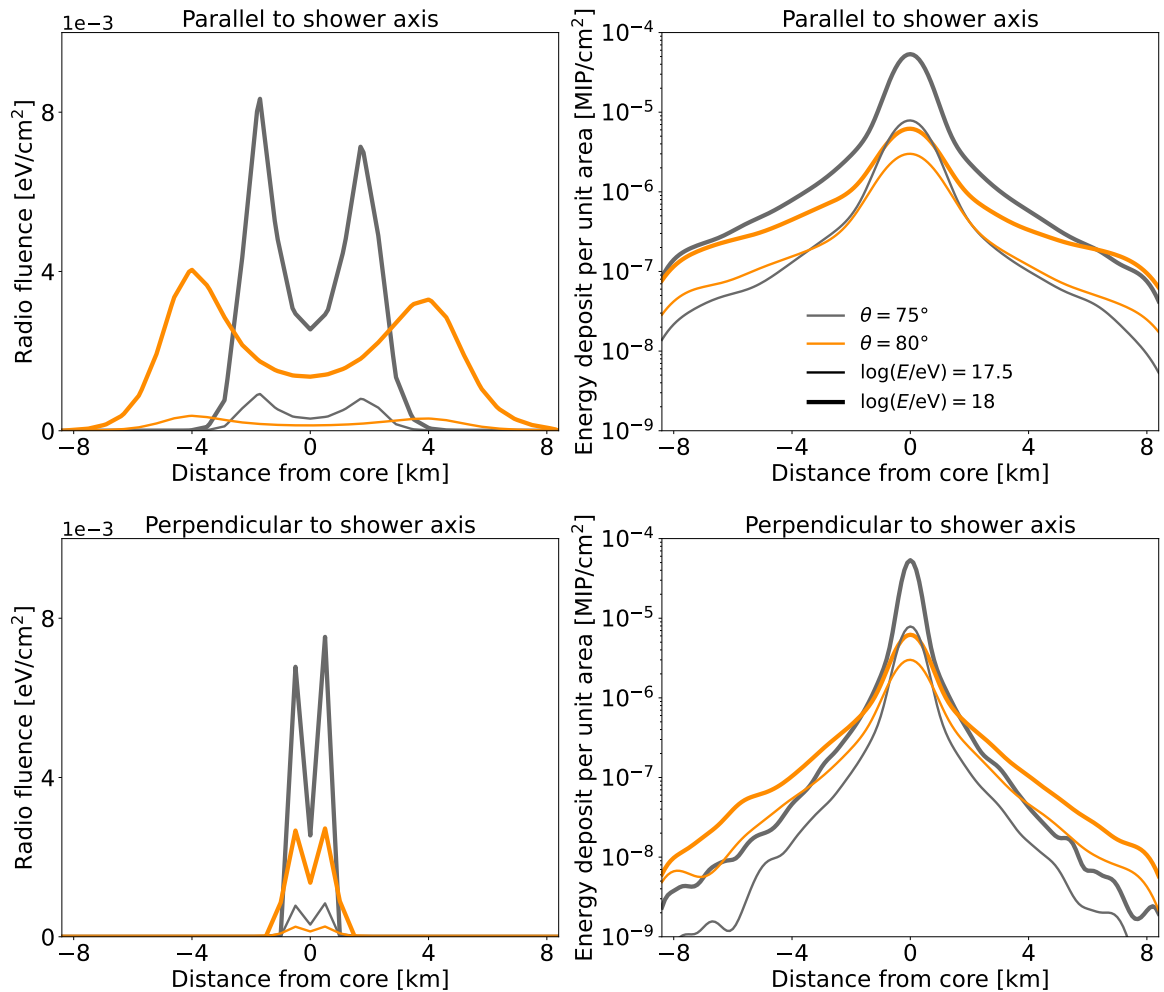 Parallel to shower axis
1e−3
Radio fluence [eV/cm²]
8
4
0
−8 −4 0 4 8
Distance from core [km]
Parallel to shower axis
Energy deposit per unit area [MIP/cm²]
10⁻⁴
10⁻⁵
10⁻⁶
10⁻⁷
10⁻⁸
10⁻⁹
θ = 75°
θ = 80°
log(E/eV) = 17.5
log(E/eV) = 18
−8 −4 0 4 8
Distance from core [km]
Perpendicular to shower axis
1e−3
Radio fluence [eV/cm²]
8
4
0
−8 −4 0 4 8
Distance from core [km]
Perpendicular to shower axis
Energy deposit per unit area [MIP/cm²]
10⁻⁴
10⁻⁵
10⁻⁶
10⁻⁷
10⁻⁸
10⁻⁹
−8 −4 0 4 8
Distance from core [km]